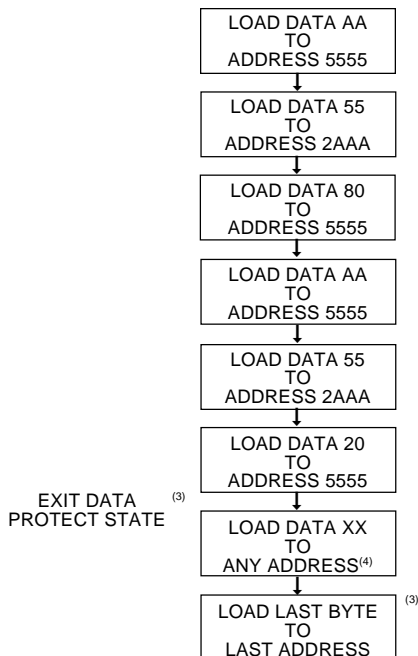 LOAD DATA AA
TO
ADDRESS 5555
LOAD DATA 55
TO
ADDRESS 2AAA
LOAD DATA 80
TO
ADDRESS 5555
LOAD DATA AA
TO
ADDRESS 5555
LOAD DATA 55
TO
ADDRESS 2AAA
LOAD DATA 20
TO
ADDRESS 5555
EXIT DATA (3)
PROTECT STATE
LOAD DATA XX
TO
ANY ADDRESS(4)
LOAD LAST BYTE (3)
TO
LAST ADDRESS